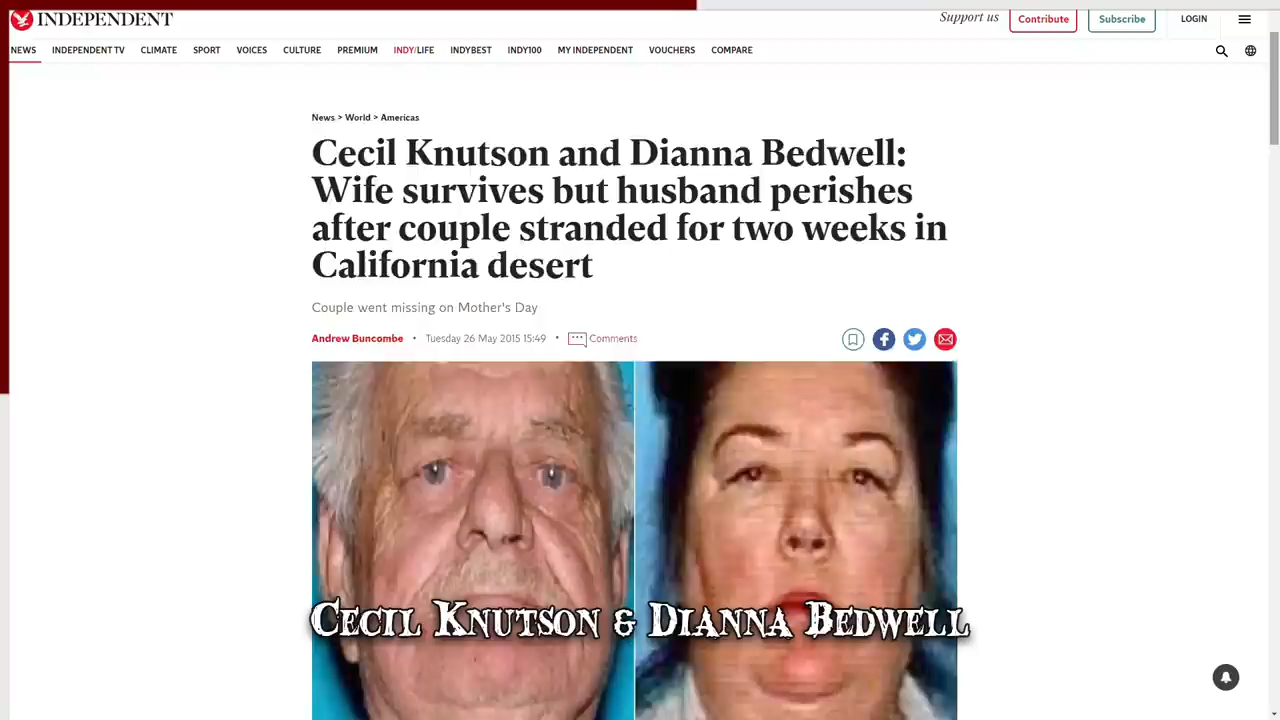 INDEPENDENT
Support us
Contribute
Subscribe
LOGIN
NEWS INDEPENDENT TV CLIMATE SPORT VOICES CULTURE PREMIUM INDY/LIFE INDYBEST INDY100 MY INDEPENDENT VOUCHERS COMPARE
News > World > Americas
Cecil Knutson and Dianna Bedwell:
Wife survives but husband perishes
after couple stranded for two weeks in
California desert
Couple went missing on Mother's Day
Andrew Buncombe • Tuesday 26 May 2015 15:49 • Comments
CECIL KNUTSON & DIANNA BEDWELL